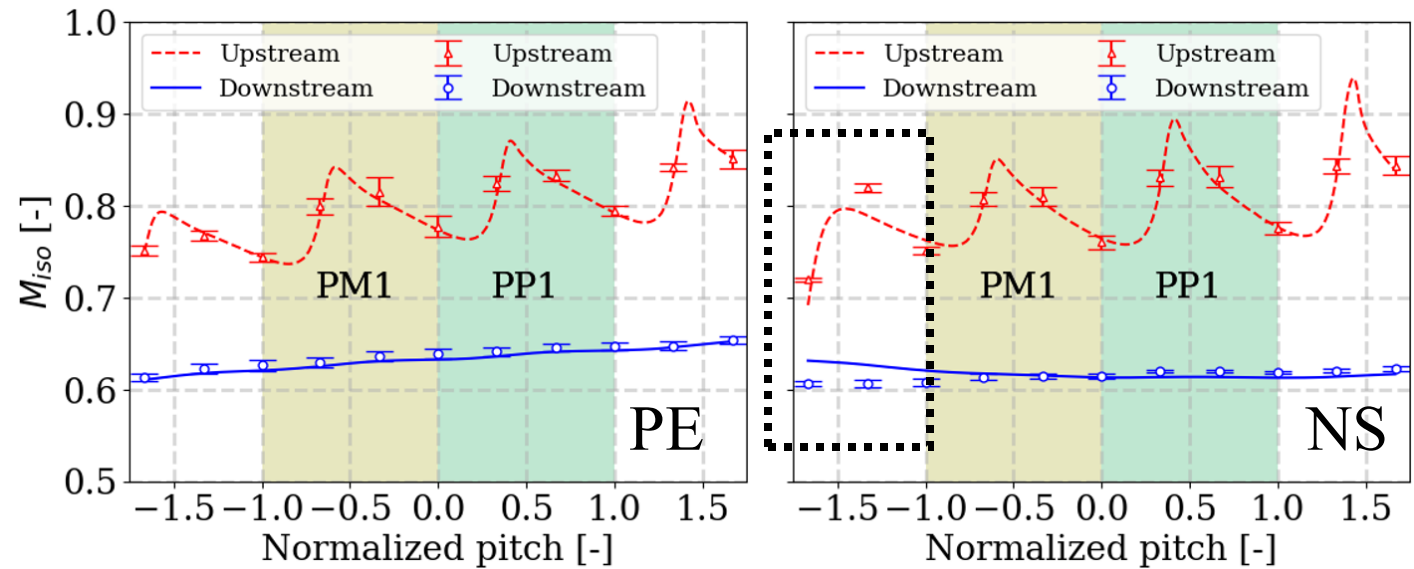 1.0
0.9
0.8
0.7
0.6
0.5
M_iso [-]
Upstream
Downstream
Upstream
Downstream
PM1
PP1
PE
−1.5 −1.0 −0.5 0.0 0.5 1.0 1.5
Normalized pitch [-]
Upstream
Downstream
Upstream
Downstream
PM1
PP1
NS
−1.5 −1.0 −0.5 0.0 0.5 1.0 1.5
Normalized pitch [-]